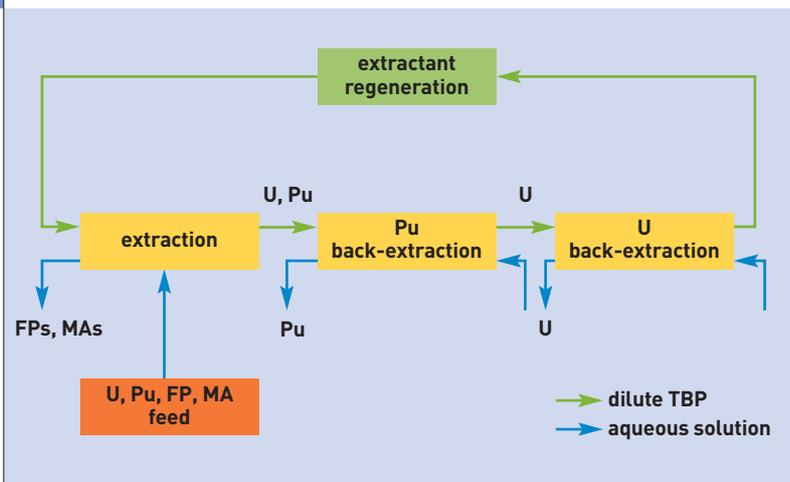 extractant
regeneration
U, Pu
U
extraction
Pu
back-extraction
U
back-extraction
FPs, MAs
Pu
U
U, Pu, FP, MA
feed
dilute TBP
aqueous solution